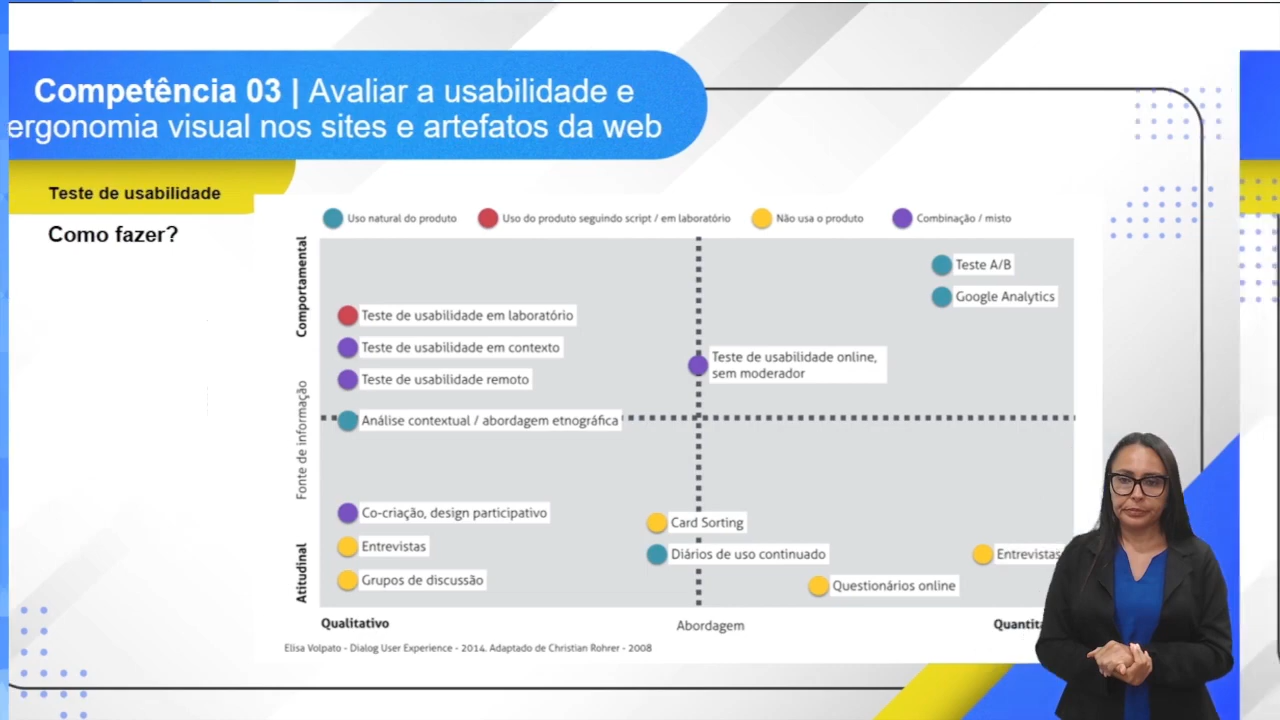 Competência 03 | Avaliar a usabilidade e
ergonomia visual nos sites e artefatos da web
Teste de usabilidade
Como fazer?
Uso natural do produto
Uso do produto seguindo script / em laboratório
Não usa o produto
Combinação / misto
Comportamental
Fonte de informação
Atitudinal
Teste A/B
Google Analytics
Teste de usabilidade em laboratório
Teste de usabilidade em contexto
Teste de usabilidade remoto
Teste de usabilidade online,
sem moderador
Análise contextual / abordagem etnográfica
Co-criação, design participativo
Entrevistas
Grupos de discussão
Card Sorting
Diários de uso continuado
Entrevistas
Questionários online
Qualitativo
Abordagem
Quantita
Elisa Volpato - Dialog User Experience - 2014. Adaptado de Christian Rohrer - 2008